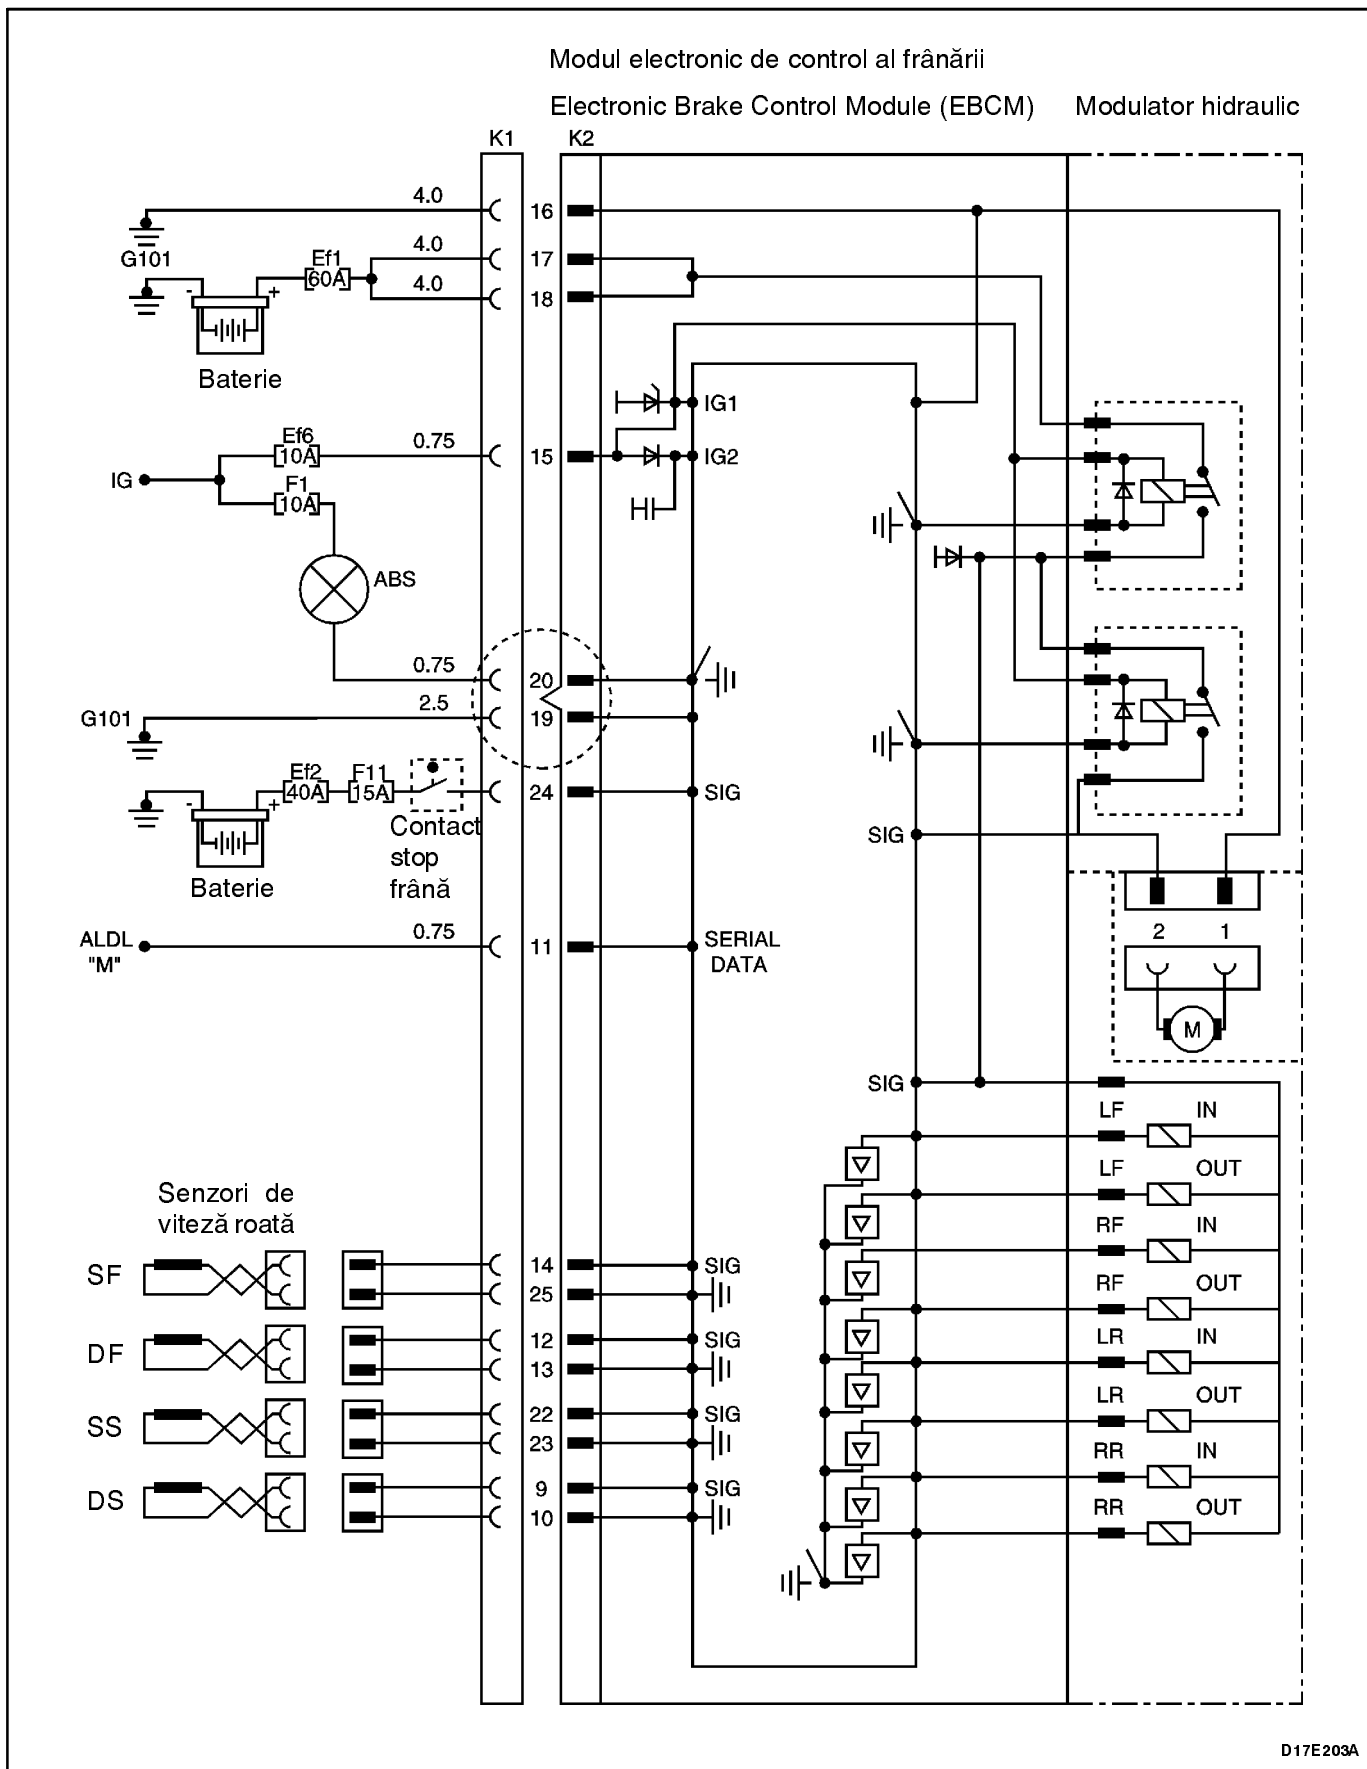 Modul electronic de control al frânării
Electronic Brake Control Module (EBCM) Modulator hidraulic
K1 K2
4.0
16
G101
4.0
17
Ef1
60A
4.0
18
- +
Baterie
IG1
Ef6
10A
0.75
15
IG2
IG
F1
10A
ABS
0.75
20
2.5
19
G101
Ef2
40A
F11
15A
24
SIG
- +
Contact
stop
frână
Baterie
SIG
2 1
ALDL
"M"
0.75
11
SERIAL
DATA
M
SIG
LF IN
LF OUT
RF IN
RF OUT
LR IN
LR OUT
RR IN
RR OUT
Senzori de
viteză roată
SF
14
SIG
25
DF
12
SIG
13
SS
22
SIG
23
DS
9
SIG
10
D17E203A